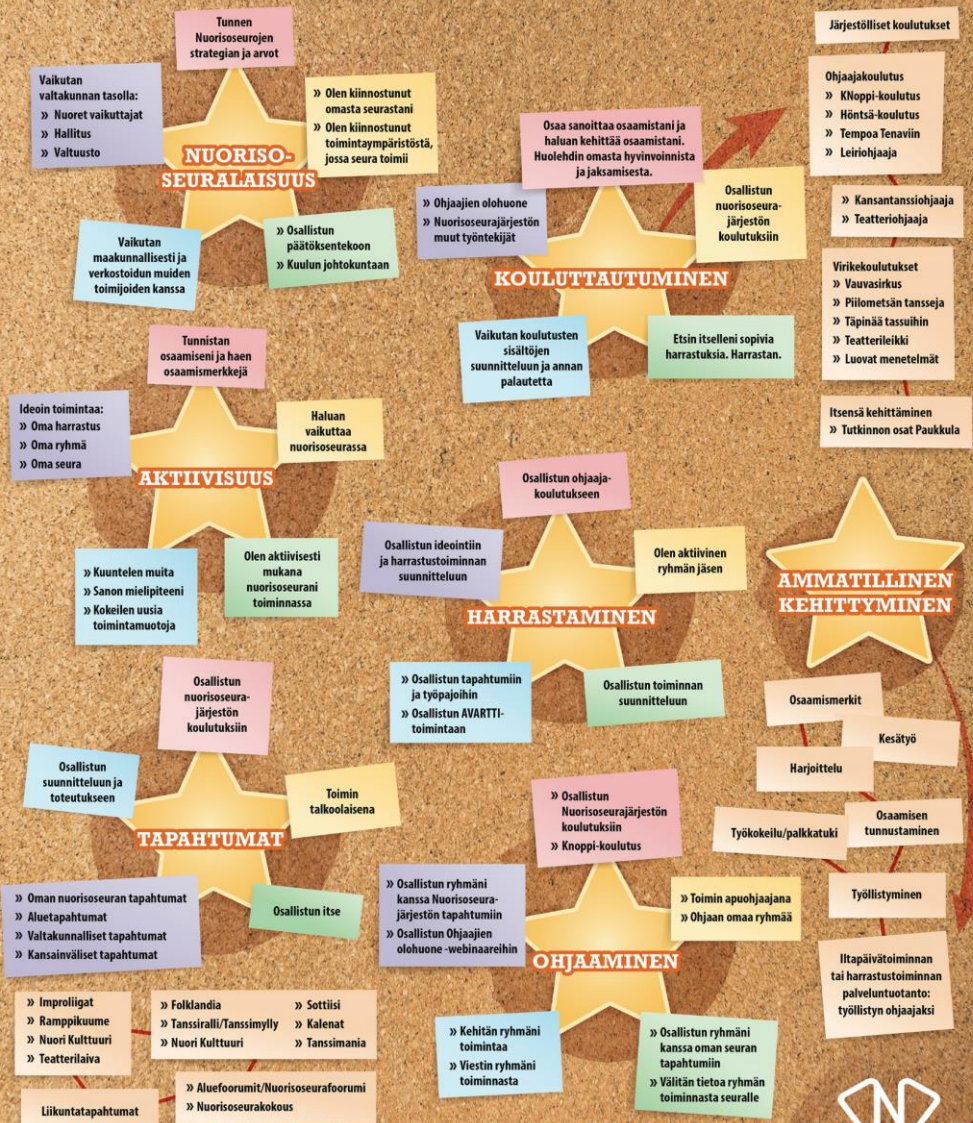 Tunnen
Nuorisoseurojen
strategian ja arvot
Vaikutan
valtakunnan tasolla:
» Nuoret vaikuttajat
» Hallitus
» Valtuusto
» Olen kiinnostunut
omasta seurastani
» Olen kiinnostunut
toimintaympäristöstä,
jossa seura toimii
NUORISO-
SEURALAISUUS
Vaikutan
maakunnallisesti ja
verkostoidun muiden
toimijoiden kanssa
» Osallistun
päätöksentekoon
» Kuulun johtokuntaan
Osaa sanoittaa osaamistani ja
haluan kehittää osaamistani.
Huolehdin omasta hyvinvoinnista
ja jaksamisesta.
» Ohjaajien olohuone
» Nuorisoseurajärjestön
muut työntekijät
Osallistun
nuorisoseura-
järjestön
koulutuksiin
KOULUTTAUTUMINEN
Vaikutan koulutusten
sisältöjen
suunnitteluun ja annan
palautetta
Etsin itselleni sopivia
harrastuksia. Harrastan.
Järjestölliset koulutukset
Ohjaajakoulutus
» KNoppi-koulutus
» Höntsä-koulutus
» Tempoa Tenaviin
» Leiriohjaaja
» Kansantanssiohjaaja
» Teatteriohjaaja
Virikekoulutukset
» Vauvasirkus
» Piilometsän tansseja
» Täpinää tassuihin
» Teatterileikki
» Luovat menetelmät
Itsensä kehittäminen
» Tutkinnon osat Paukkula
Tunnistan
osaamiseni ja haen
osaamismerkkejä
Ideoin toimintaa:
» Oma harrastus
» Oma ryhmä
» Oma seura
Haluan
vaikuttaa
nuorisoseurassa
AKTIIVISUUS
» Kuuntelen muita
» Sanon mielipiteeni
» Kokeilen uusia
toimintamuotoja
Olen aktiivisesti
mukana
nuorisoseurani
toiminnassa
Osallistun ohjaaja-
koulutukseen
Osallistun ideointiin
ja harrastustoiminnan
suunnitteluun
Olen aktiivinen
ryhmän jäsen
HARRASTAMINEN
» Osallistun tapahtumiin
ja työpajoihin
» Osallistun AVARTTI-
toimintaan
Osallistun toiminnan
suunnitteluun
AMMATILLINEN
KEHITTYMINEN
Osaamismerkit
Kesätyö
Harjoittelu
Osaamisen
tunnustaminen
Työkokeilu/palkkatuki
Työllistyminen
Iltapäivätoiminnan
tai harrastustoiminnan
palveluntuotanto:
työllistyn ohjaajaksi
Osallistun
nuorisoseura-
järjestön
koulutuksiin
Osallistun
suunnitteluun ja
toteutukseen
Toimin
talkoolaisena
TAPAHTUMAT
» Oman nuorisoseuran tapahtumat
» Aluetapahtumat
» Valtakunnalliset tapahtumat
» Kansainväliset tapahtumat
Osallistun itse
» Improliigat
» Ramppikuume
» Nuori Kulttuuri
» Teatterilaiva
» Folklandia
» Tanssiralli/Tanssimylly
» Nuori Kulttuuri
» Sottiisi
» Kalenat
» Tanssimania
Liikuntatapahtumat
» Aluefoorumit/Nuorisoseurafoorumi
» Nuorisoseurakokous
» Osallistun
Nuorisoseurajärjestön
koulutuksiin
» Knoppi-koulutus
» Osallistun ryhmäni
kanssa Nuorisoseura-
järjestön tapahtumiin
» Osallistun Ohjaajien
olohuone -webinaareihin
» Toimin apuohjaajana
» Ohjaan omaa ryhmää
OHJAAMINEN
» Kehitän ryhmäni
toimintaa
» Viestin ryhmäni
toiminnasta
» Osallistun ryhmäni
kanssa oman seuran
tapahtumiin
» Välitän tietoa ryhmän
toiminnasta seuralle
N